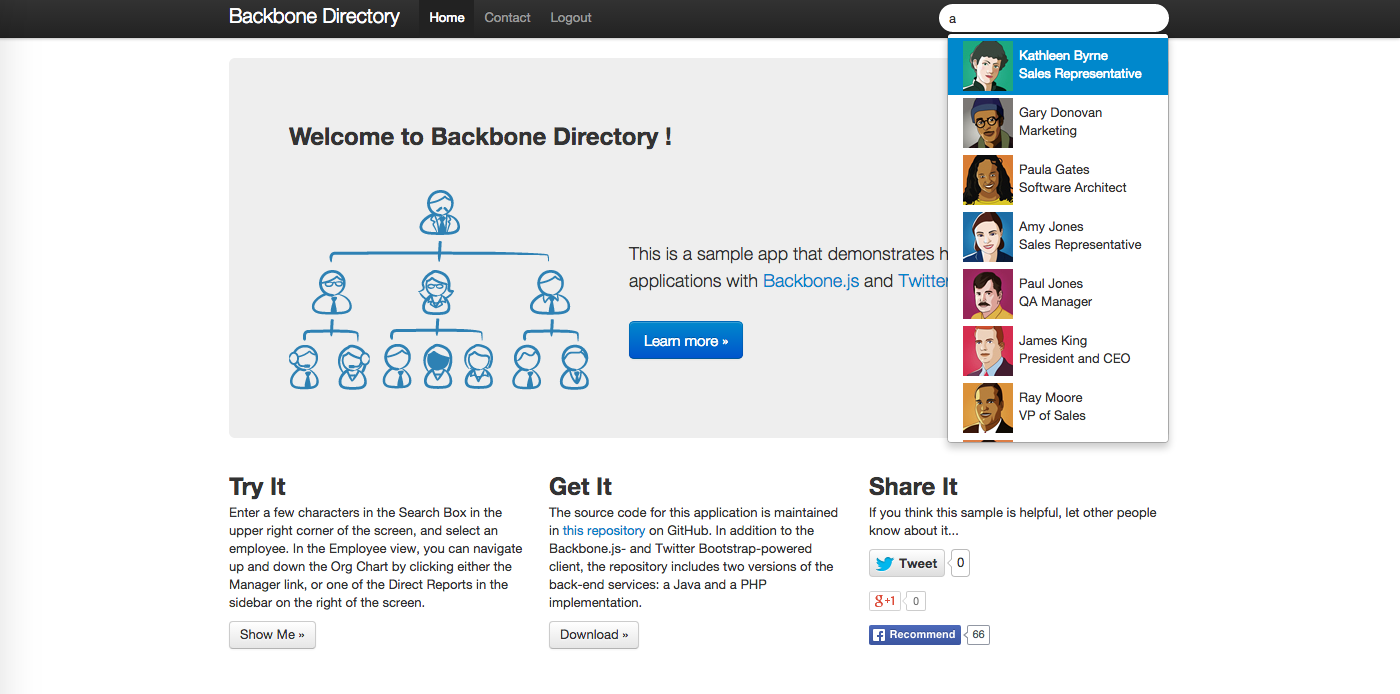 Backbone Directory
Home
Contact
Logout
a
Kathleen Byrne
Sales Representative
Gary Donovan
Marketing
Paula Gates
Software Architect
Amy Jones
Sales Representative
Paul Jones
QA Manager
James King
President and CEO
Ray Moore
VP of Sales
Welcome to Backbone Directory !
This is a sample app that demonstrates h
applications with Backbone.js and Twitter
Learn more »
Try It
Enter a few characters in the Search Box in the
upper right corner of the screen, and select an
employee. In the Employee view, you can navigate
up and down the Org Chart by clicking either the
Manager link, or one of the Direct Reports in the
sidebar on the right of the screen.
Show Me »
Get It
The source code for this application is maintained
in this repository on GitHub. In addition to the
Backbone.js- and Twitter Bootstrap-powered
client, the repository includes two versions of the
back-end services: a Java and a PHP
implementation.
Download »
Share It
If you think this sample is helpful, let other people
know about it...
Tweet 0
g+1 0
Recommend 66